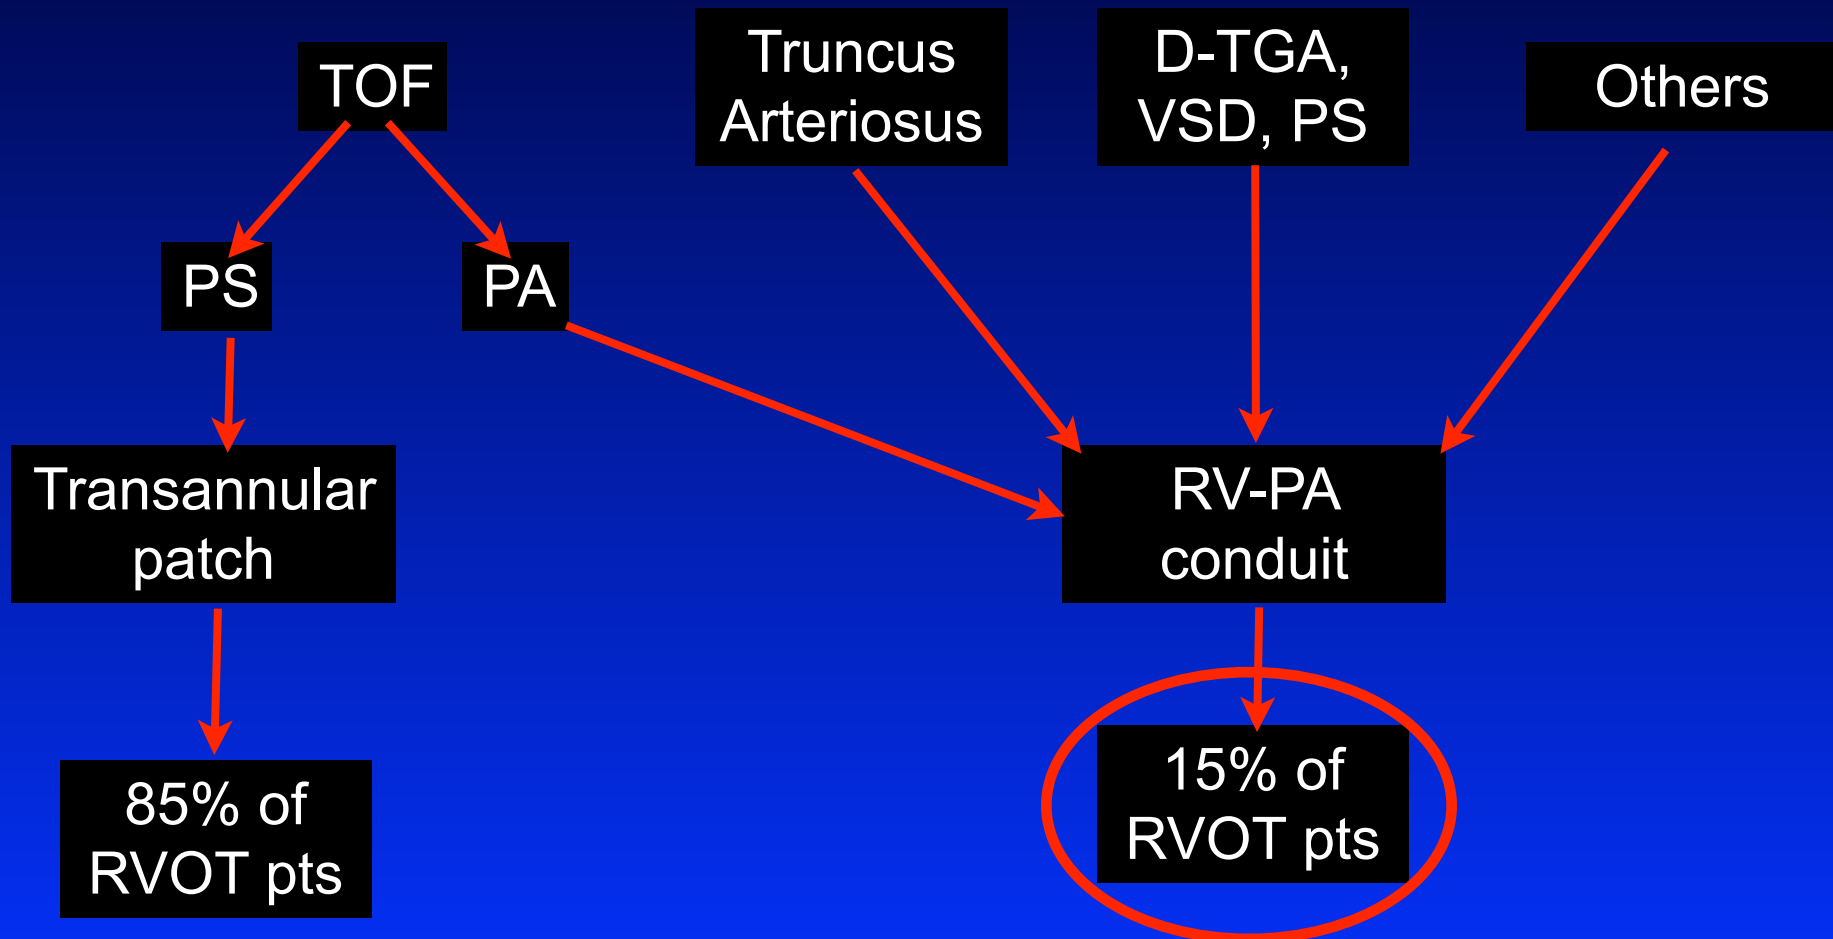 TOF
Truncus
Arteriosus
D-TGA,
VSD, PS
Others
PS
PA
Transannular
patch
RV-PA
conduit
85% of
RVOT pts
15% of
RVOT pts